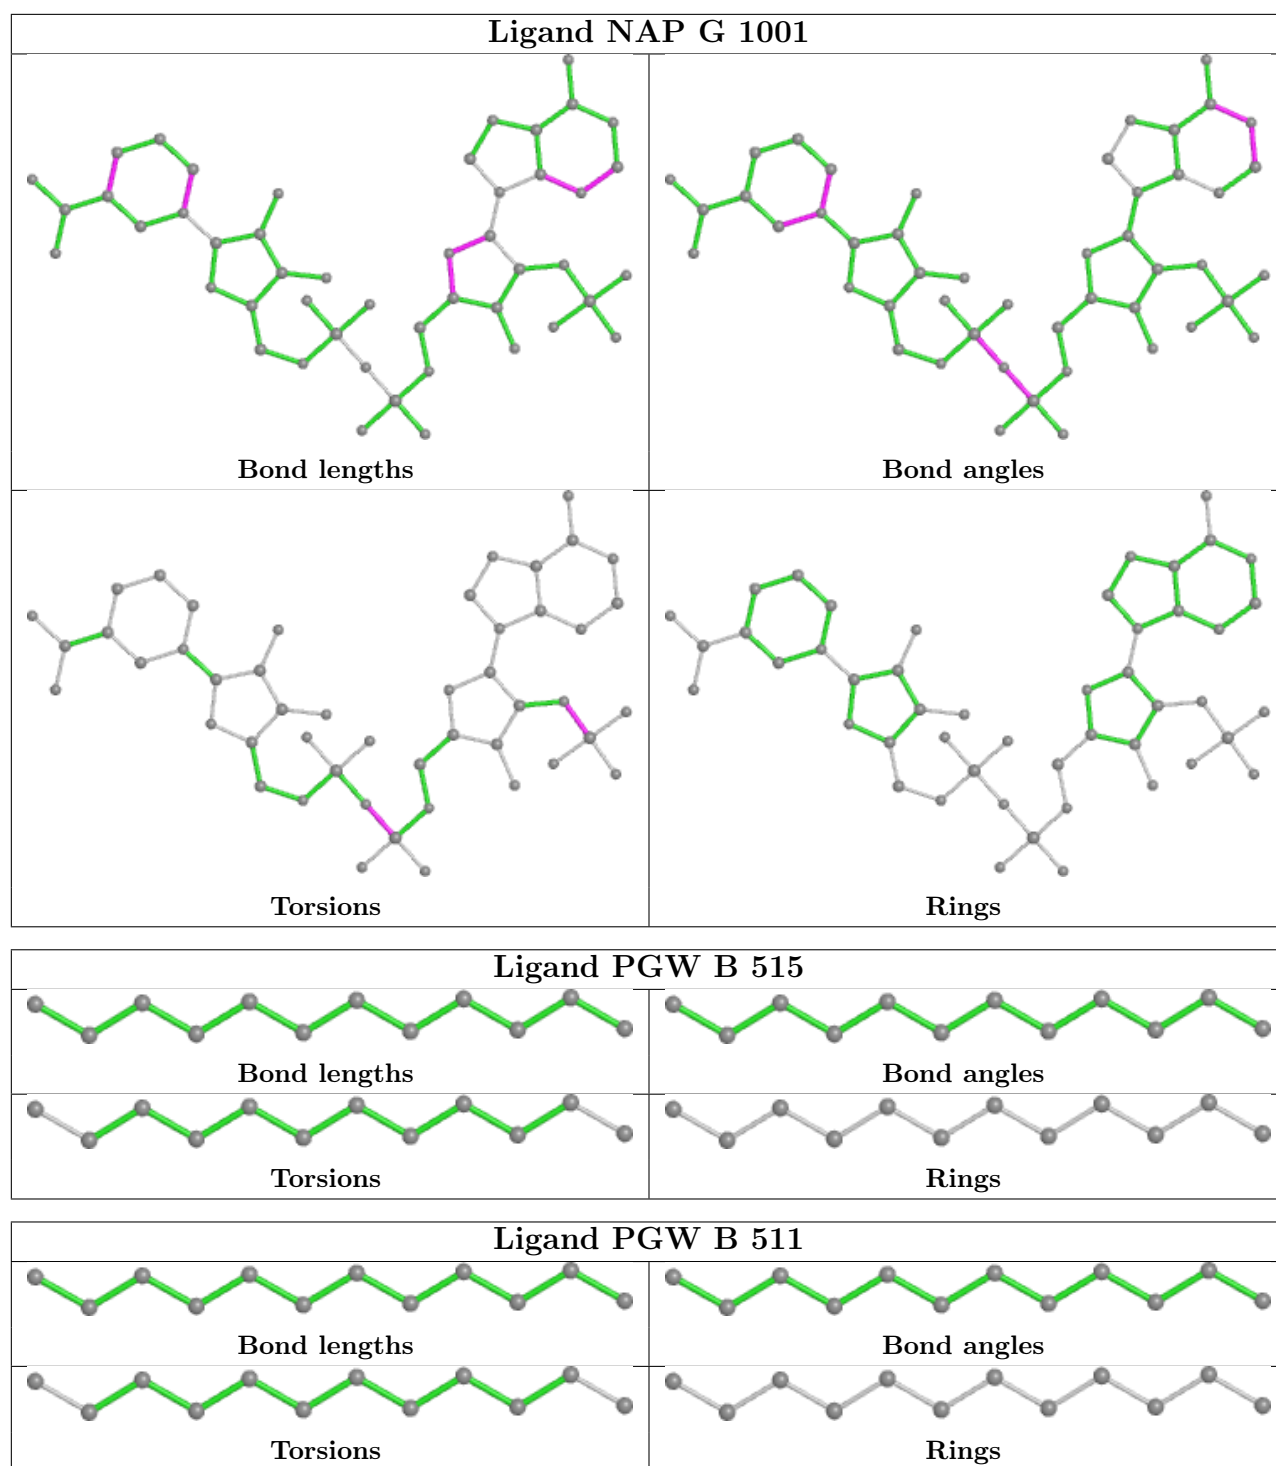 Ligand NAP G 1001
Bond lengths
Bond angles
Torsions
Rings
Ligand PGW B 515
Bond lengths
Bond angles
Torsions
Rings
Ligand PGW B 511
Bond lengths
Bond angles
Torsions
Rings